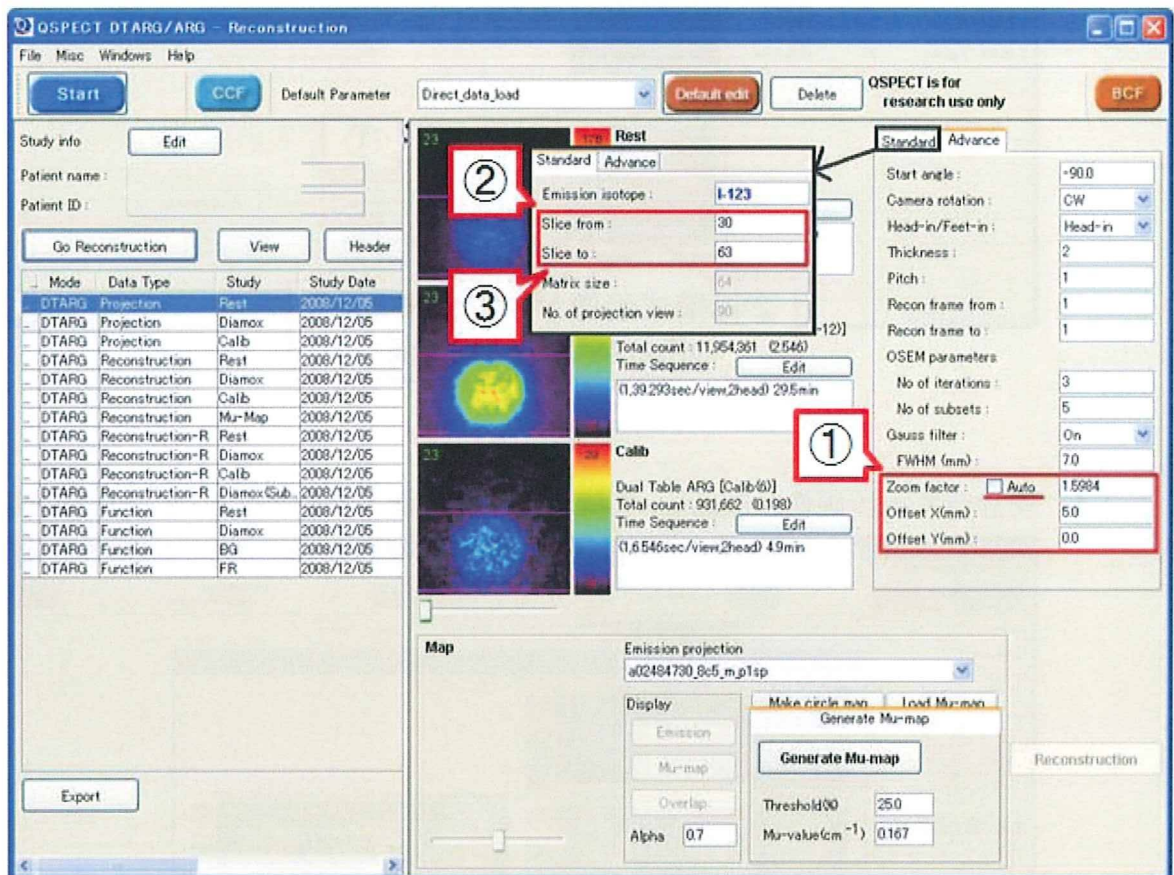 QSPECT DTARG/ARG - Reconstruction
File Misc Windows Help
Start
CCF
Default Parameter
Direct_data_load
Default edit
Delete
QSPECT is for
research use only
BCF
Study info
Edit
Patient name :
Patient ID :
Go Reconstruction
View
Header
Mode Data Type Study Study Date
DTARG Projection Rest 2008/12/05
DTARG Projection Diamox 2008/12/05
DTARG Projection Calib 2008/12/05
DTARG Reconstruction Rest 2008/12/05
DTARG Reconstruction Diamox 2008/12/05
DTARG Reconstruction Calib 2008/12/05
DTARG Reconstruction Mu-Map 2008/12/05
DTARG Reconstruction-R Rest 2008/12/05
DTARG Reconstruction-R Diamox 2008/12/05
DTARG Reconstruction-R Calib 2008/12/05
DTARG Reconstruction-R Diamox(Sub.. 2008/12/05
DTARG Function Rest 2008/12/05
DTARG Function Diamox 2008/12/05
DTARG Function BG 2008/12/05
DTARG Function FR 2008/12/05
Export
23
Rest
②
Standard Advance
Emission isotope : I-123
Slice from : 30
Slice to : 63
③
Matrix size : 64
No. of projection view : 90
23
-12)]
Total count : 11,954,361 (2.546)
Time Sequence : Edit
(1,39.293sec/view,2head) 29.5min
23
Calib
Dual Table ARG [Calib(6)]
Total count : 931,662 (0.198)
Time Sequence : Edit
(1,6.546sec/view,2head) 4.9min
Standard Advance
Start angle : -90.0
Camera rotation : CW
Head-in/Feet-in : Head-in
Thickness : 2
Pitch : 1
Recon frame from : 1
Recon frame to : 1
OSEM parameters
No of iterations : 3
No of subsets : 5
Gauss filter : On
FWHM (mm) : 7.0
①
Zoom factor : Auto 1.5984
Offset X(mm) : 5.0
Offset Y(mm) : 0.0
Map
Emission projection
a02484730_8c5_m_p1sp
Display
Emission
Mu-map
Overlap
Alpha 0.7
Make circle map Load Mu-map
Generate Mu-map
Generate Mu-map
Threshold(%) 25.0
Mu-value(cm⁻¹) 0.167
Reconstruction